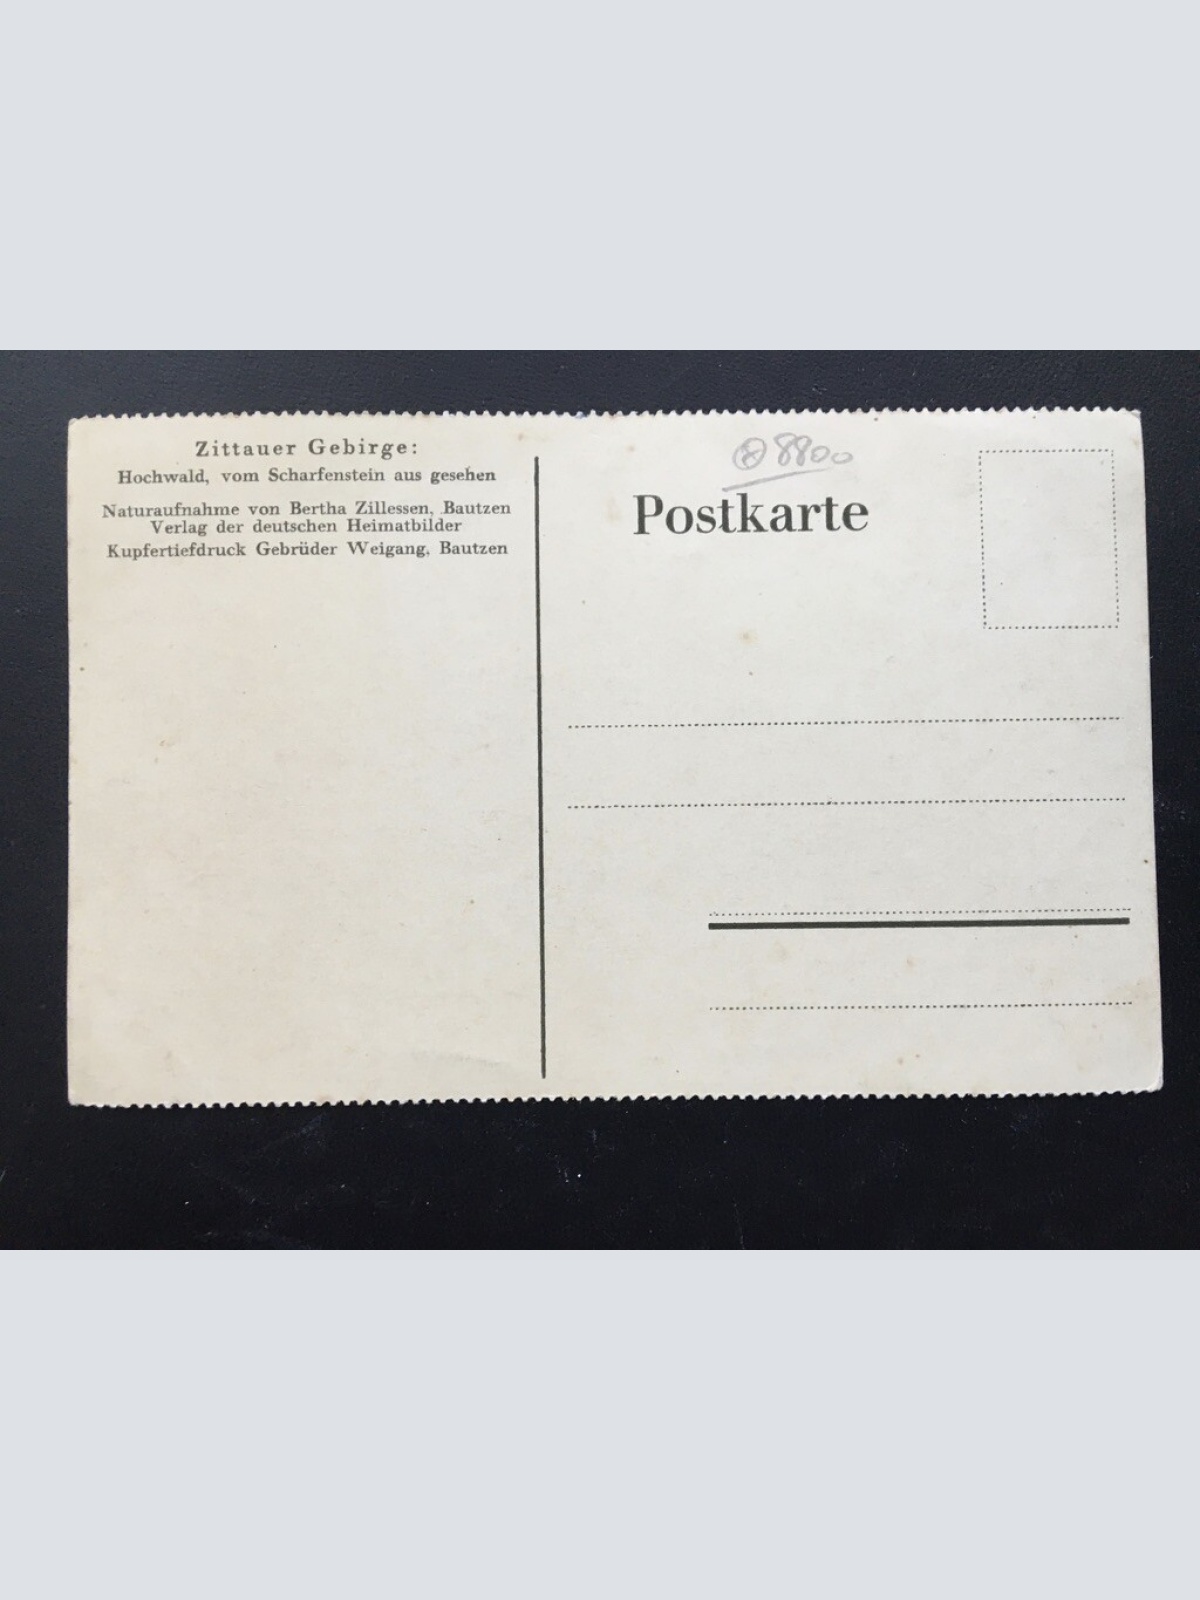 Zittauer Gebirge:
Hochwald, vom Scharfenstein aus gesehen
Naturaufnahme von Bertha Zillessen, Bautzen
Verlag der deutschen Heimatbilder
Kupfertiefdruck Gebrüder Weigang, Bautzen
8800
Postkarte